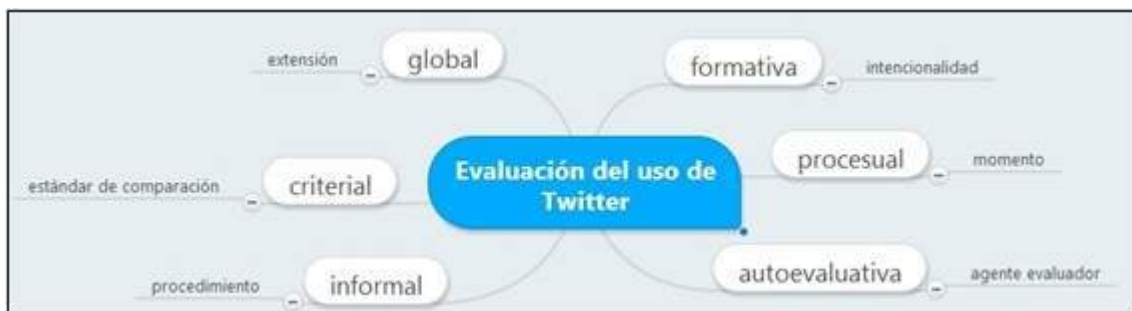 extensión
global
formativa
intencionalidad
Evaluación del uso de
Twitter
procesual
momento
estándar de comparación
criterial
autoevaluativa
agente evaluador
procedimiento
informal